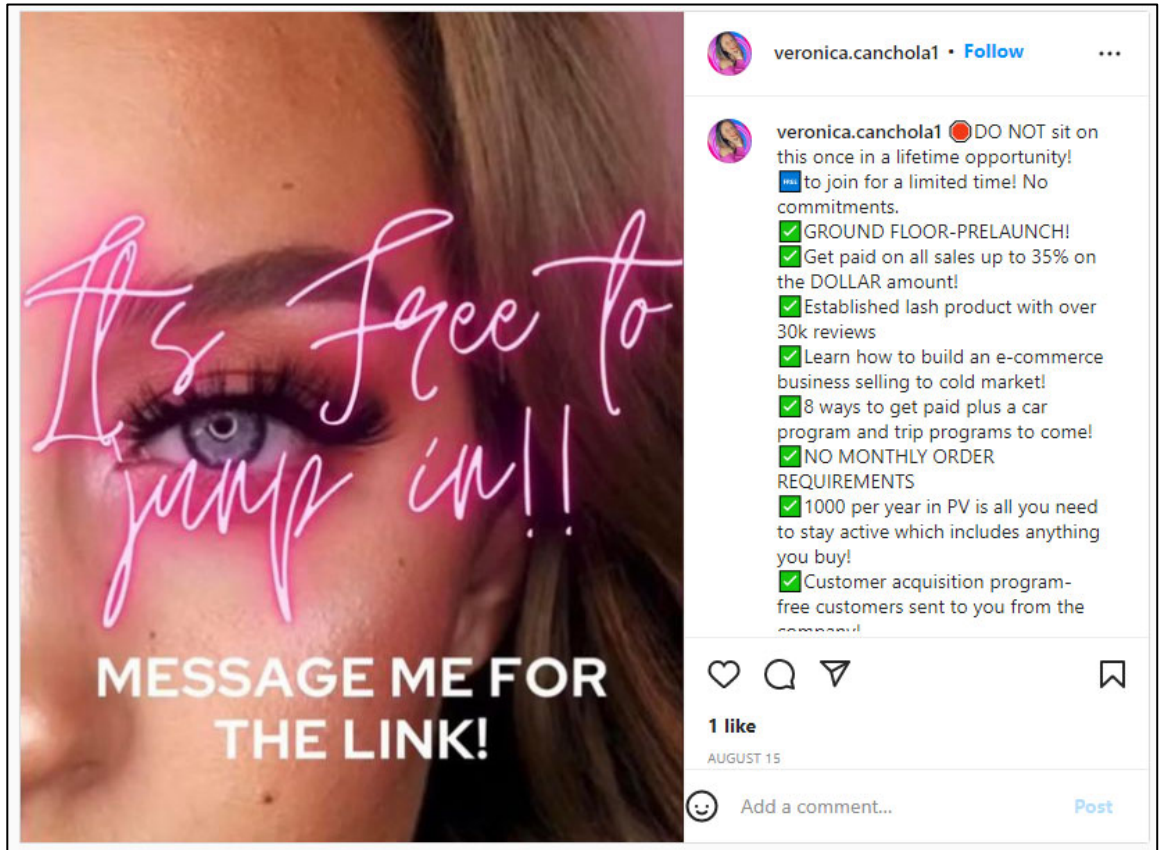 It's Free to
jump in!!
MESSAGE ME FOR
THE LINK!
veronica.canchola1 • Follow
veronica.canchola1 🛑DO NOT sit on
this once in a lifetime opportunity!
🆓to join for a limited time! No
commitments.
✅GROUND FLOOR-PRELAUNCH!
✅Get paid on all sales up to 35% on
the DOLLAR amount!
✅Established lash product with over
30k reviews
✅Learn how to build an e-commerce
business selling to cold market!
✅8 ways to get paid plus a car
program and trip programs to come!
✅NO MONTHLY ORDER
REQUIREMENTS
✅1000 per year in PV is all you need
to stay active which includes anything
you buy!
✅Customer acquisition program-
free customers sent to you from the
company!
1 like
AUGUST 15
Add a comment...
Post